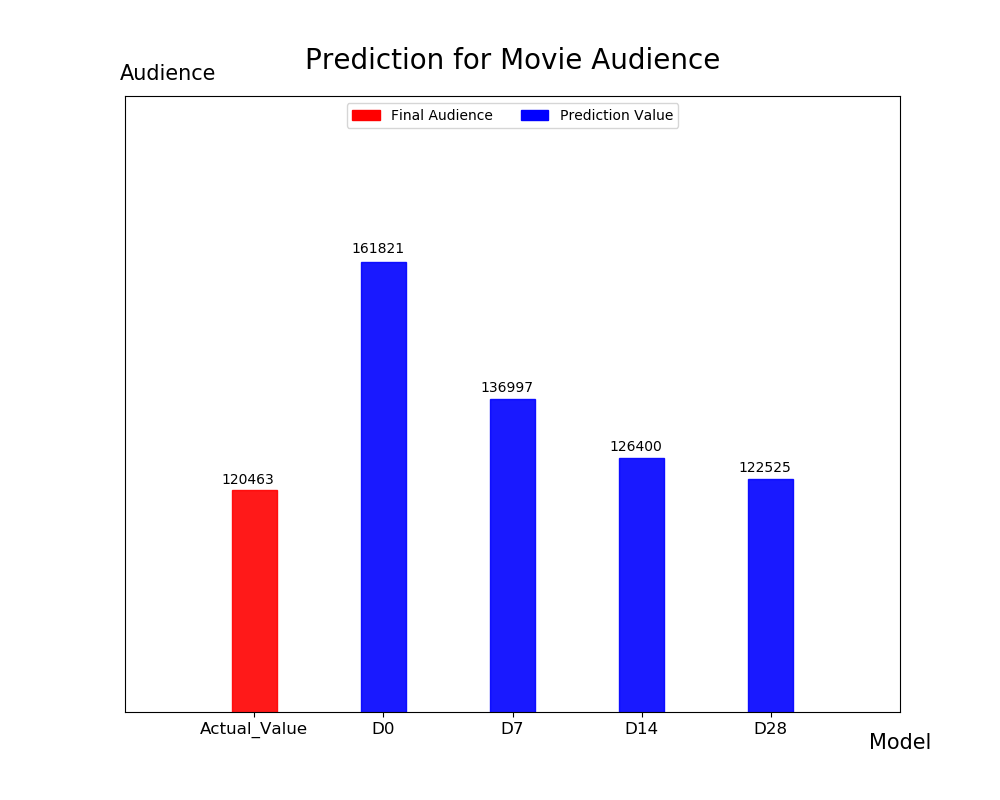 Prediction for Movie Audience
Audience
Final Audience
Prediction Value
161821
136997
126400
122525
120463
Actual_Value
D0
D7
D14
D28
Model